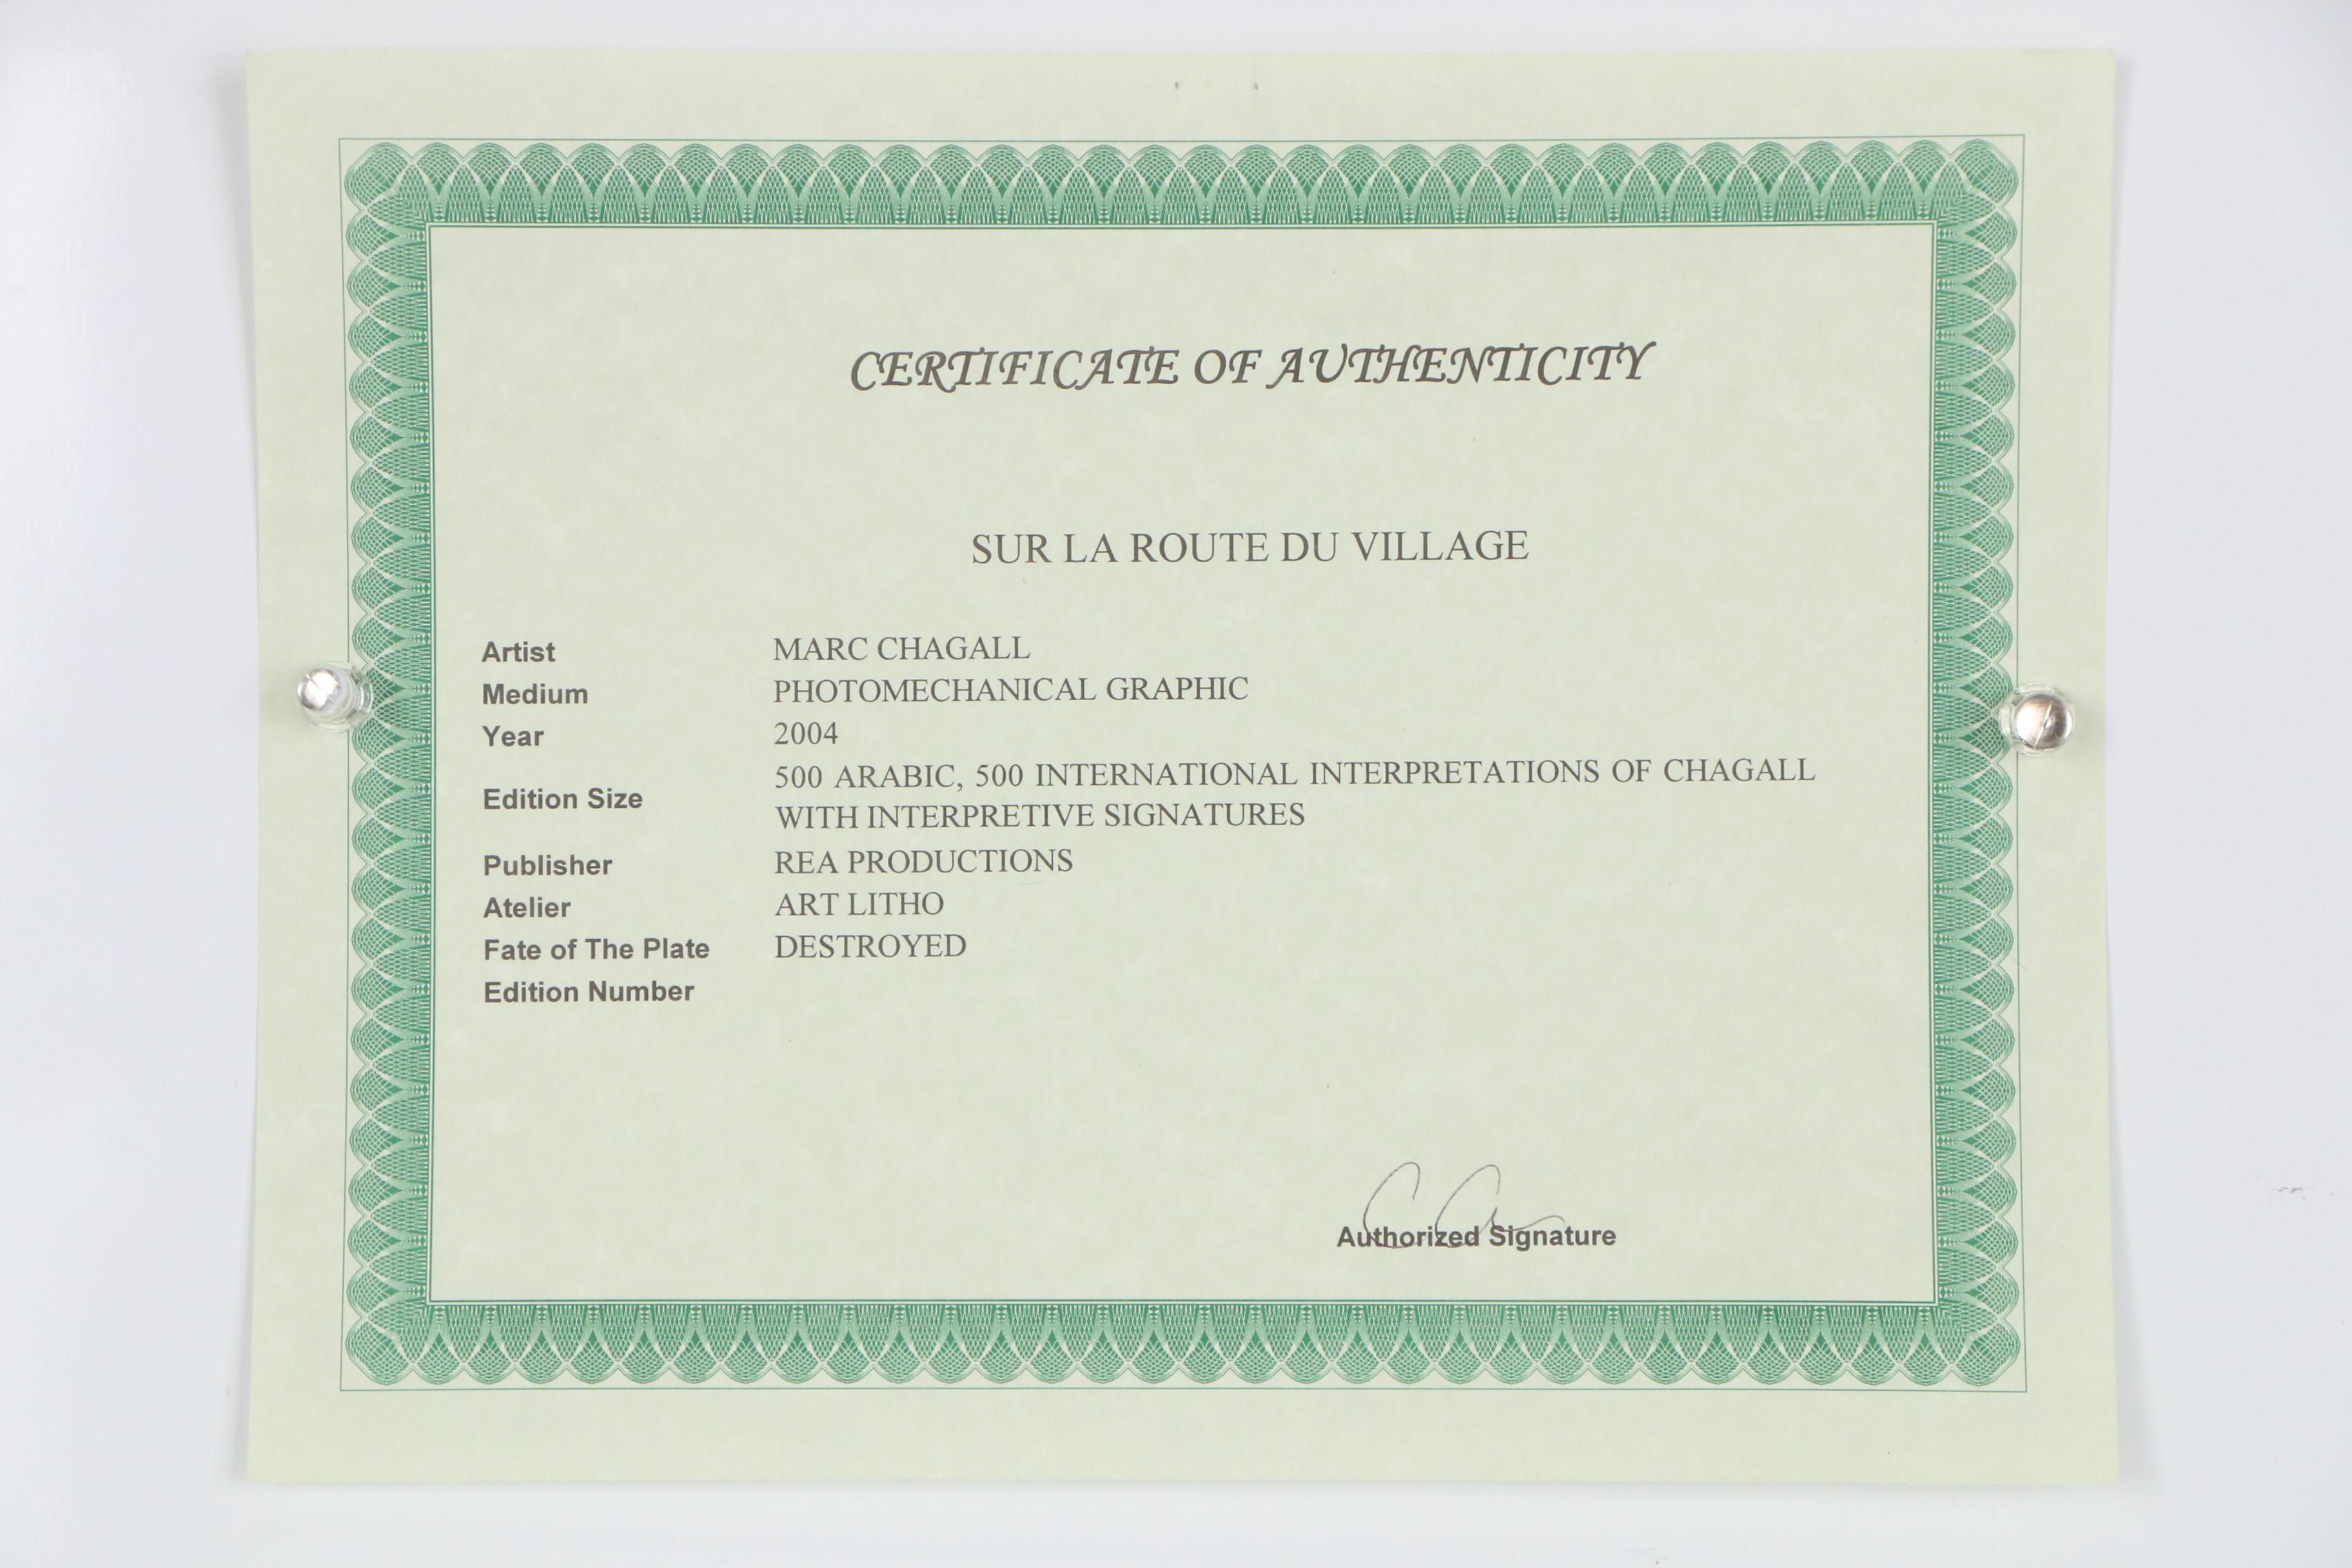 CERTIFICATE OF AUTHENTICITY
SUR LA ROUTE DU VILLAGE
Artist MARC CHAGALL
Medium PHOTOMECHANICAL GRAPHIC
Year 2004
Edition Size 500 ARABIC, 500 INTERNATIONAL INTERPRETATIONS OF CHAGALL
WITH INTERPRETIVE SIGNATURES
Publisher REA PRODUCTIONS
Atelier ART LITHO
Fate of The Plate DESTROYED
Edition Number
Authorized Signature